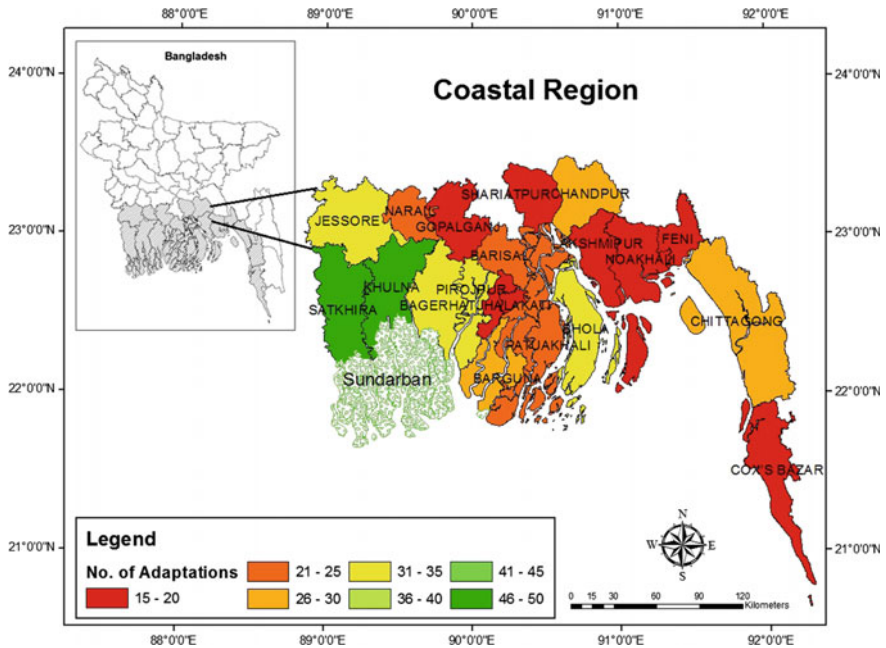 88°0'0"E 89°0'0"E 90°0'0"E 91°0'0"E 92°0'0"E
Bangladesh
24°0'0"N 24°0'0"N
Coastal Region
SHARIATPUR CHANDPUR
23°0'0"N 23°0'0"N
JESSORE NARAIL GOPALGANJ
BARISAL LAKSHMIPUR NOAKHALI FENI
KHULNA PIROJPUR
SATKHIRA BAGERHAT JHALAKATI
BHOLA CHITTAGONG
PATUAKHALI
Sundarban BARGUNA
22°0'0"N 22°0'0"N
COX'S BAZAR
Legend
No. of Adaptations
15 - 20
21 - 25
26 - 30
31 - 35
36 - 40
41 - 45
46 - 50
N
W E
S
21°0'0"N 21°0'0"N
0 15 30 60 90 120
Kilometers
88°0'0"E 89°0'0"E 90°0'0"E 91°0'0"E 92°0'0"E